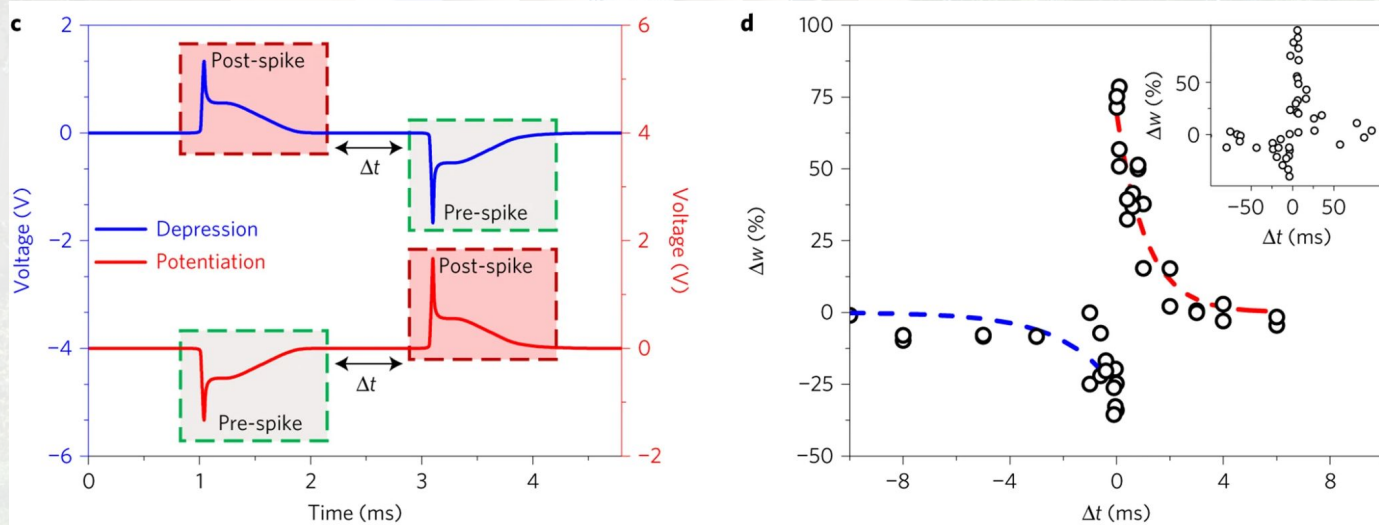 c
2
0
−2
−4
−6
Voltage (V)
6
4
2
0
−2
Voltage (V)
Post-spike
Δt
Pre-spike
Depression
Potentiation
Post-spike
Δt
Pre-spike
0
1
2
3
4
Time (ms)
d
100
75
50
25
0
−25
−50
Δw (%)
−8
−4
0
4
8
Δt (ms)
50
0
Δw (%)
−50
0
50
Δt (ms)